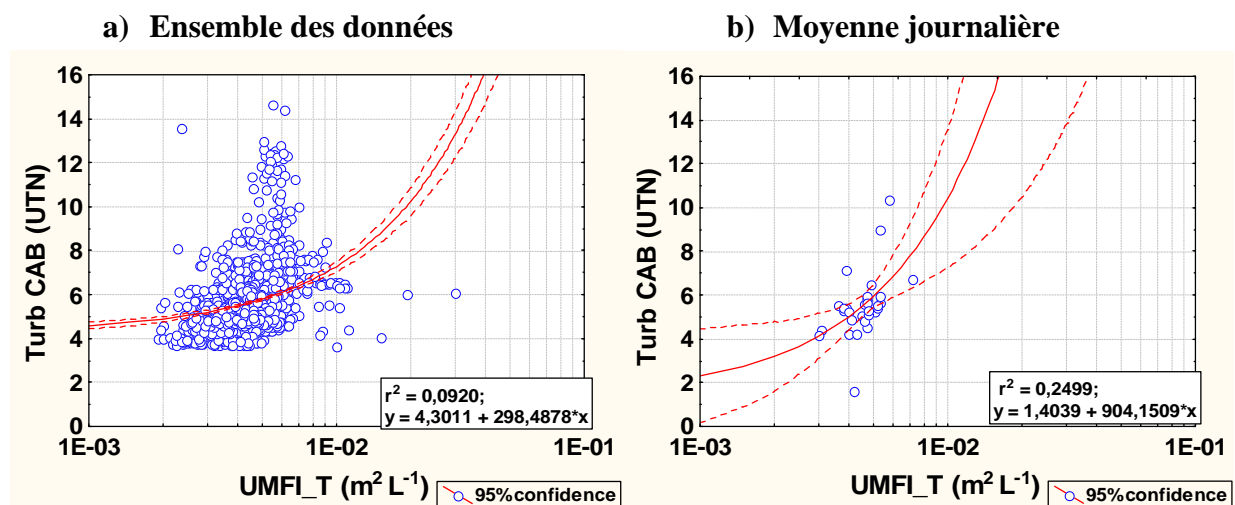 a) Ensemble des données
16
14
12
10
8
6
4
2
0
Turb CAB (UTN)
r² = 0,0920;
y = 4,3011 + 298,4878*x
1E-03
1E-02
1E-01
UMFI_T (m² L⁻¹)
95%confidence
b) Moyenne journalière
16
14
12
10
8
6
4
2
0
Turb CAB (UTN)
r² = 0,2499;
y = 1,4039 + 904,1509*x
1E-03
1E-02
1E-01
UMFI_T (m² L⁻¹)
95%confidence